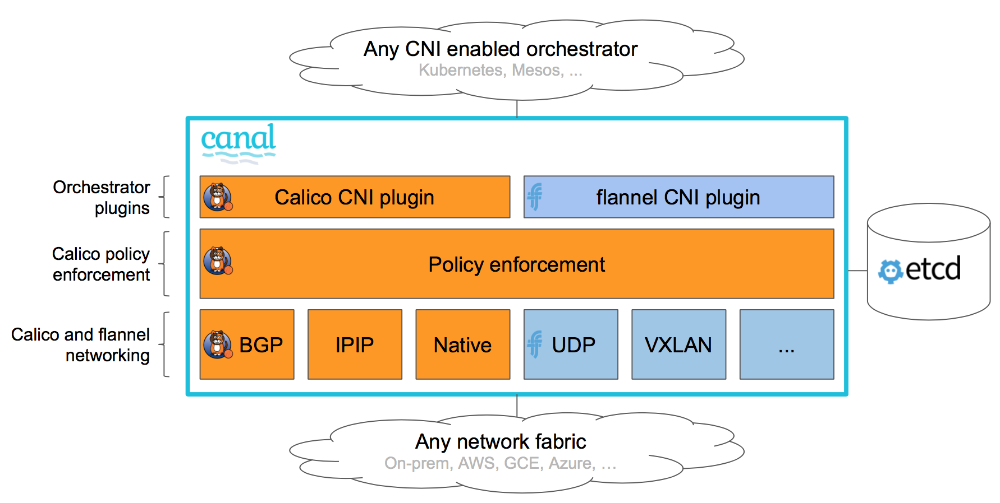 Any CNI enabled orchestrator
Kubernetes, Mesos, ...
canal
Orchestrator
plugins
Calico CNI plugin
flannel CNI plugin
Calico policy
enforcement
Policy enforcement
etcd
Calico and flannel
networking
BGP
IPIP
Native
UDP
VXLAN
...
Any network fabric
On-prem, AWS, GCE, Azure, ...